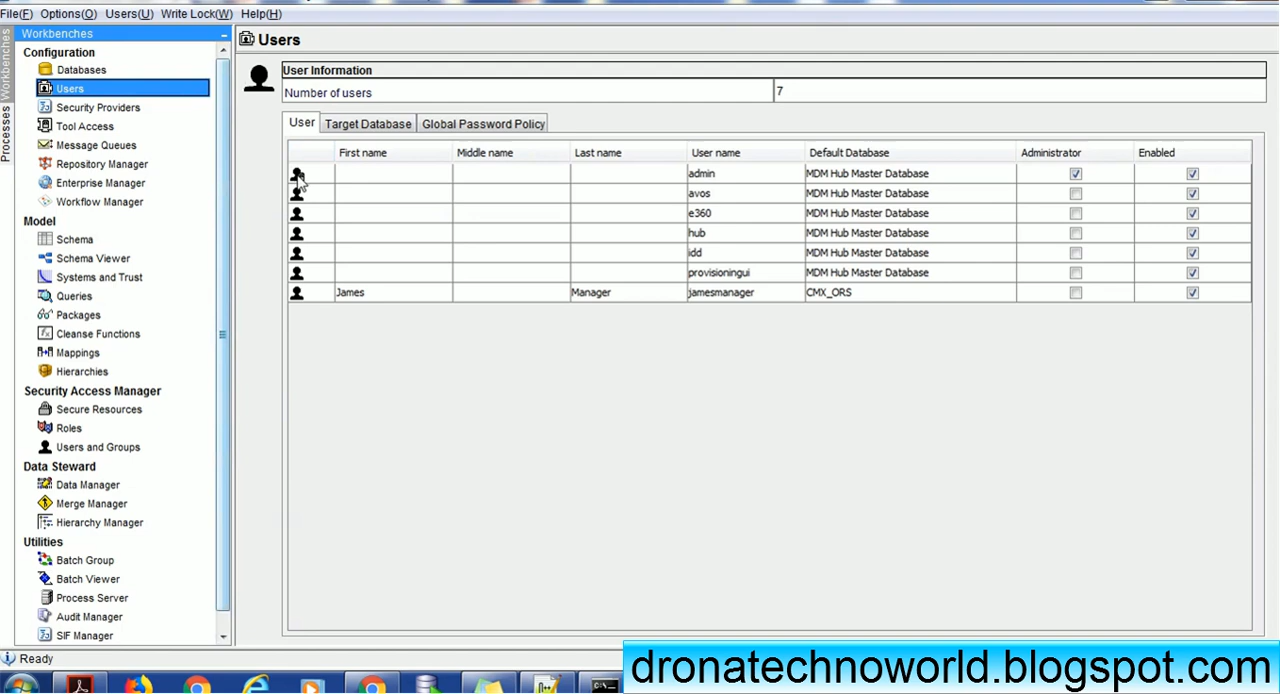 File(F) Options(O) Users(U) Write Lock(W) Help(H)
Workbenches
Processes
Workbenches
Configuration
Databases
Users
Security Providers
Tool Access
Message Queues
Repository Manager
Enterprise Manager
Workflow Manager
Model
Schema
Schema Viewer
Systems and Trust
Queries
Packages
Cleanse Functions
Mappings
Hierarchies
Security Access Manager
Secure Resources
Roles
Users and Groups
Data Steward
Data Manager
Merge Manager
Hierarchy Manager
Utilities
Batch Group
Batch Viewer
Process Server
Audit Manager
SIF Manager
Users
User Information
Number of users 7
User Target Database Global Password Policy
First name Middle name Last name User name Default Database Administrator Enabled
admin MDM Hub Master Database
avos MDM Hub Master Database
e360 MDM Hub Master Database
hub MDM Hub Master Database
idd MDM Hub Master Database
provisioningui MDM Hub Master Database
James Manager jamesmanager CMX_ORS
Ready
dronatechnoworld.blogspot.com